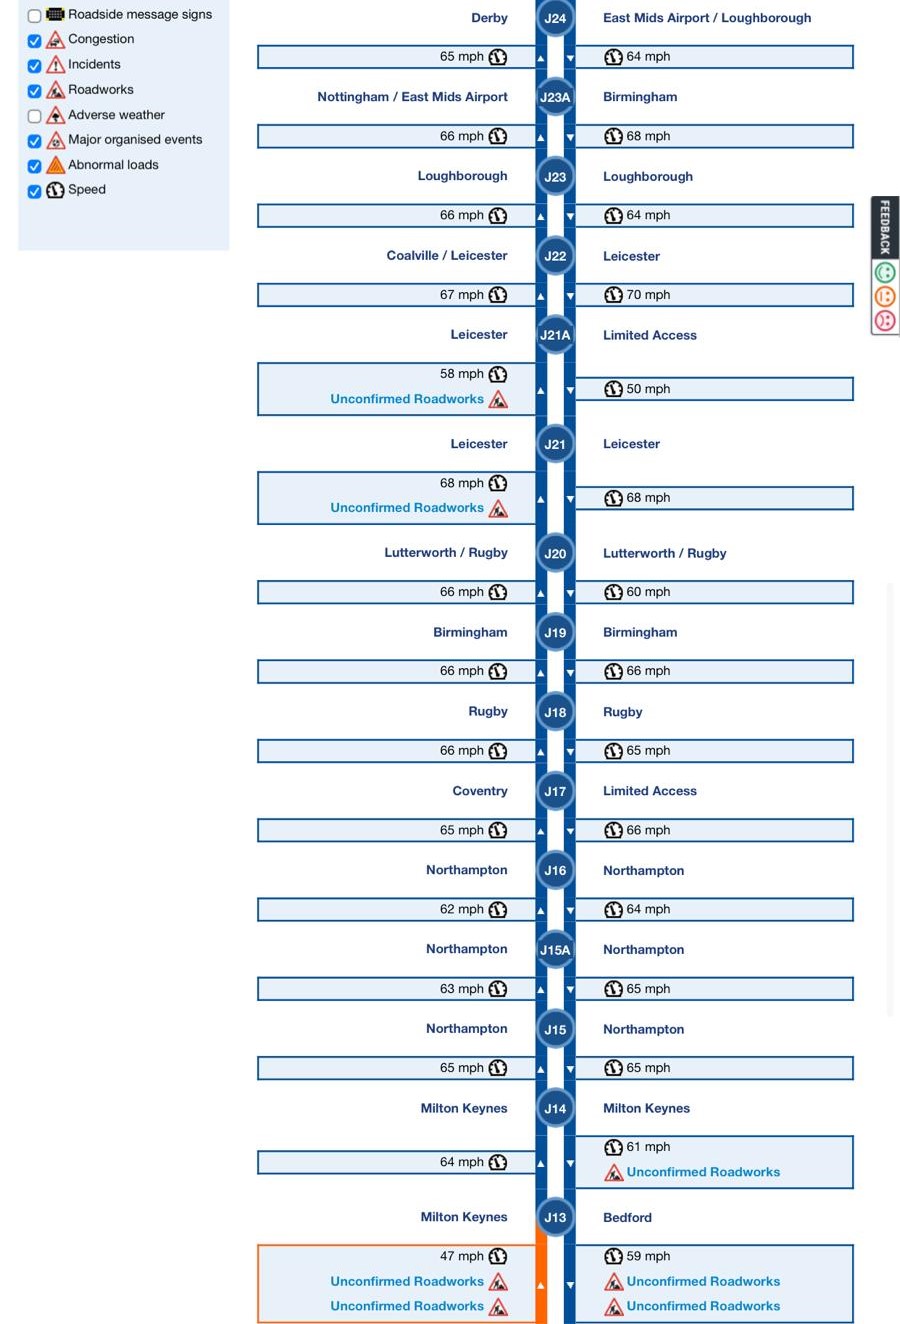 Roadside message signs
Congestion
Incidents
Roadworks
Adverse weather
Major organised events
Abnormal loads
Speed
Derby J24 East Mids Airport / Loughborough
65 mph 64 mph
Nottingham / East Mids Airport J23A Birmingham
66 mph 68 mph
Loughborough J23 Loughborough
66 mph 64 mph
Coalville / Leicester J22 Leicester
67 mph 70 mph
Leicester J21A Limited Access
58 mph
Unconfirmed Roadworks
50 mph
Leicester J21 Leicester
68 mph
Unconfirmed Roadworks
68 mph
Lutterworth / Rugby J20 Lutterworth / Rugby
66 mph 60 mph
Birmingham J19 Birmingham
66 mph 66 mph
Rugby J18 Rugby
66 mph 65 mph
Coventry J17 Limited Access
65 mph 66 mph
Northampton J16 Northampton
62 mph 64 mph
Northampton J15A Northampton
63 mph 65 mph
Northampton J15 Northampton
65 mph 65 mph
Milton Keynes J14 Milton Keynes
64 mph
61 mph
Unconfirmed Roadworks
Milton Keynes J13 Bedford
47 mph 59 mph
Unconfirmed Roadworks Unconfirmed Roadworks
Unconfirmed Roadworks Unconfirmed Roadworks
FEEDBACK